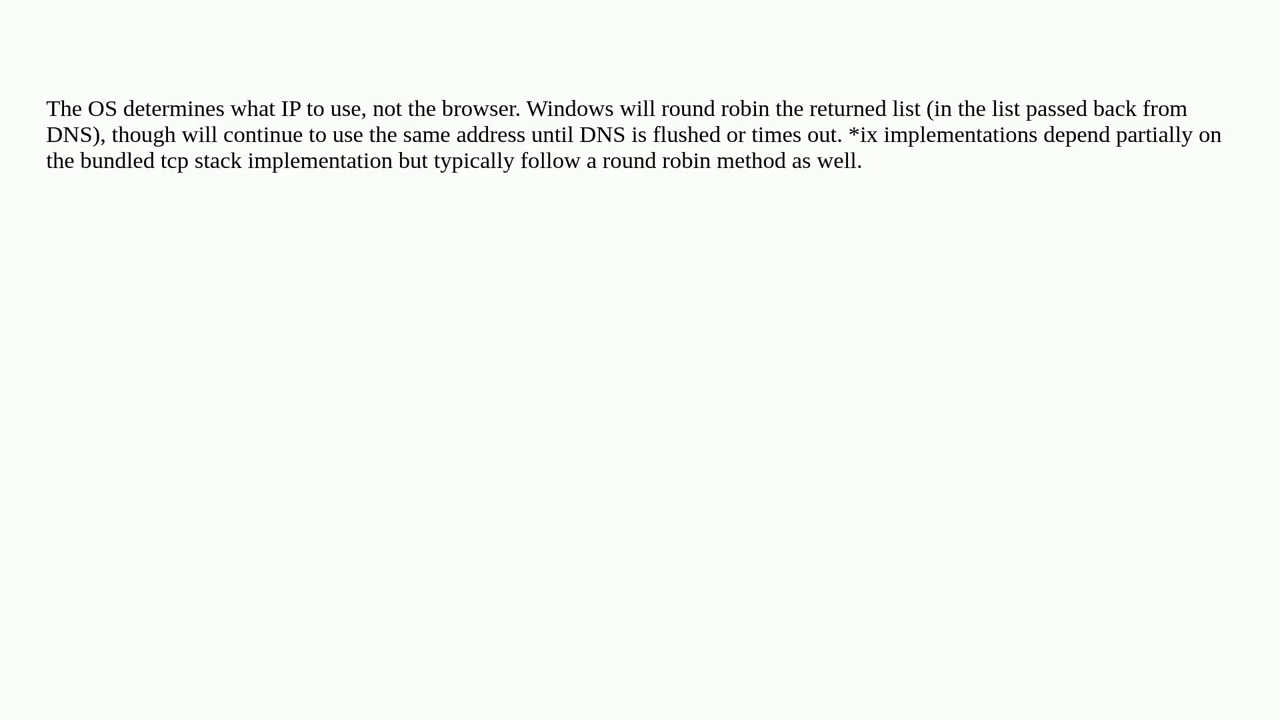 The OS determines what IP to use, not the browser. Windows will round robin the returned list (in the list passed back from
DNS), though will continue to use the same address until DNS is flushed or times out. *ix implementations depend partially on
the bundled tcp stack implementation but typically follow a round robin method as well.